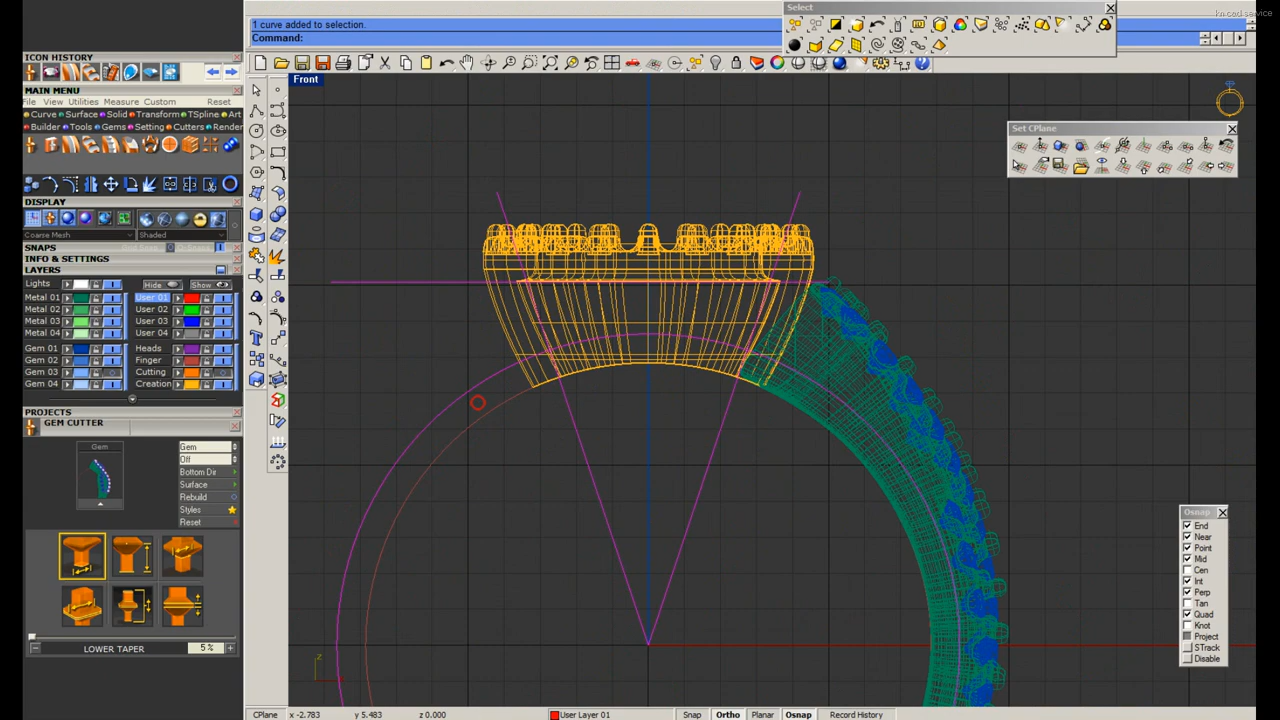 Select
kn cad service
1 curve added to selection.
Command:
Front
ICON HISTORY
MAIN MENU
File View Utilities Measure Custom Reset
Curve Surface Solid Transform TSpline Art
Builder Tools Gems Setting Cutters Render
DISPLAY
Coarse Mesh Shaded
SNAPS
INFO & SETTINGS
LAYERS
Lights Hide Show
Metal 01 User 01
Metal 02 User 02
Metal 03 User 03
Metal 04 User 04
Gem 01 Heads
Gem 02 Finger
Gem 03 Cutting
Gem 04 Creation
PROJECTS
GEM CUTTER
Gem Gem
Off
Bottom Dir
Surface
Rebuild
Styles
Reset
LOWER TAPER 5 %
Set CPlane
Osnap
End
Near
Point
Mid
Cen
Int
Perp
Tan
Quad
Knot
Project
STrack
Disable
z
CPlane x -2.783 y 5.483 z 0.000 User Layer 01 Snap Ortho Planar Osnap Record History